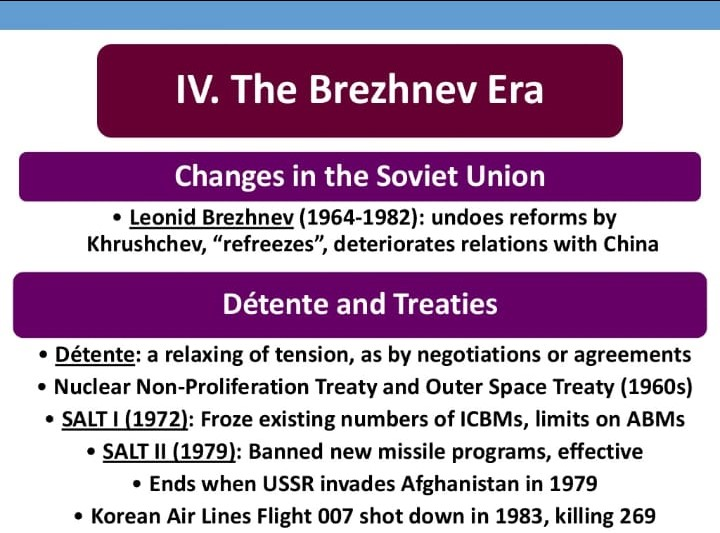 IV. The Brezhnev Era
Changes in the Soviet Union
• Leonid Brezhnev (1964-1982): undoes reforms by
Khrushchev, “refreezes”, deteriorates relations with China
Détente and Treaties
• Détente: a relaxing of tension, as by negotiations or agreements
• Nuclear Non-Proliferation Treaty and Outer Space Treaty (1960s)
• SALT I (1972): Froze existing numbers of ICBMs, limits on ABMs
• SALT II (1979): Banned new missile programs, effective
• Ends when USSR invades Afghanistan in 1979
• Korean Air Lines Flight 007 shot down in 1983, killing 269